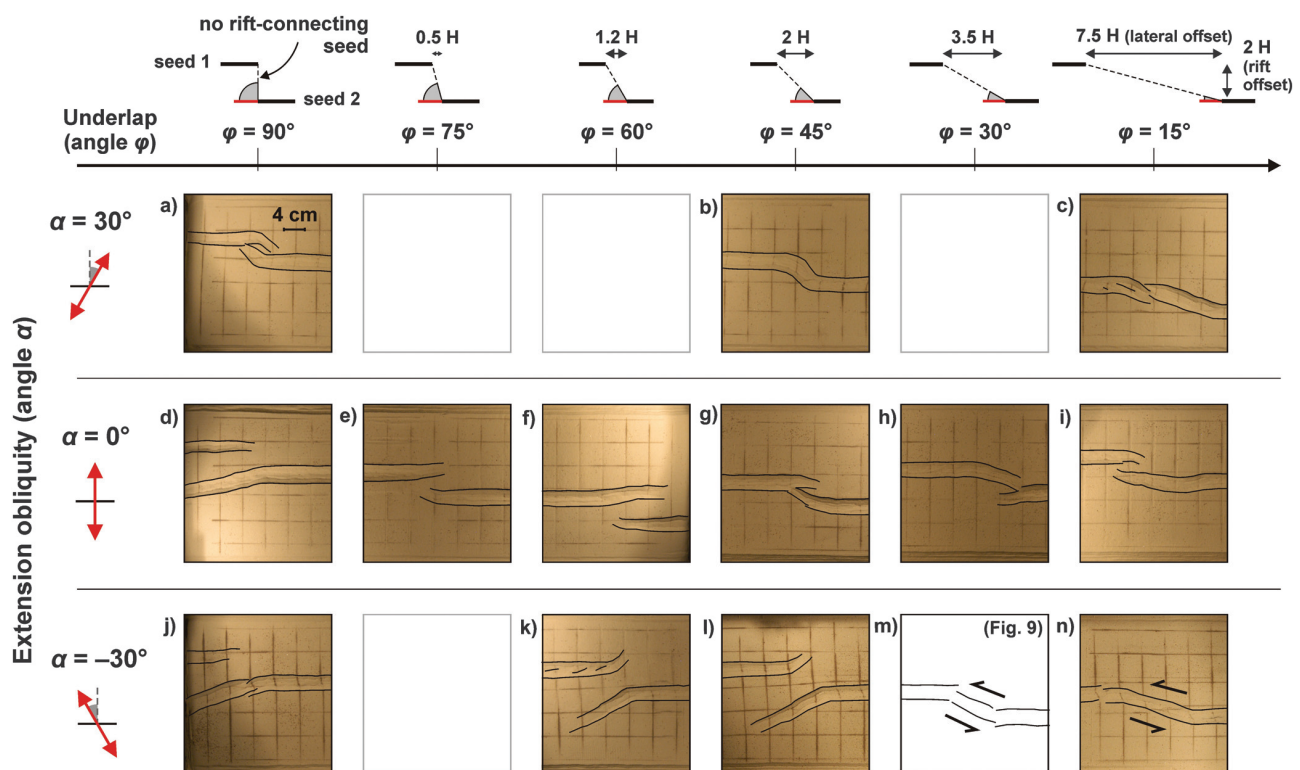 no rift-connecting
seed
seed 1
seed 2
0.5 H
1.2 H
2 H
3.5 H
7.5 H (lateral offset)
2 H
(rift
offset)
Underlap
(angle φ)
φ = 90°
φ = 75°
φ = 60°
φ = 45°
φ = 30°
φ = 15°
Extension obliquity (angle α)
α = 30°
a)
4 cm
b)
c)
α = 0°
d)
e)
f)
g)
h)
i)
α = –30°
j)
k)
l)
m)
(Fig. 9)
n)